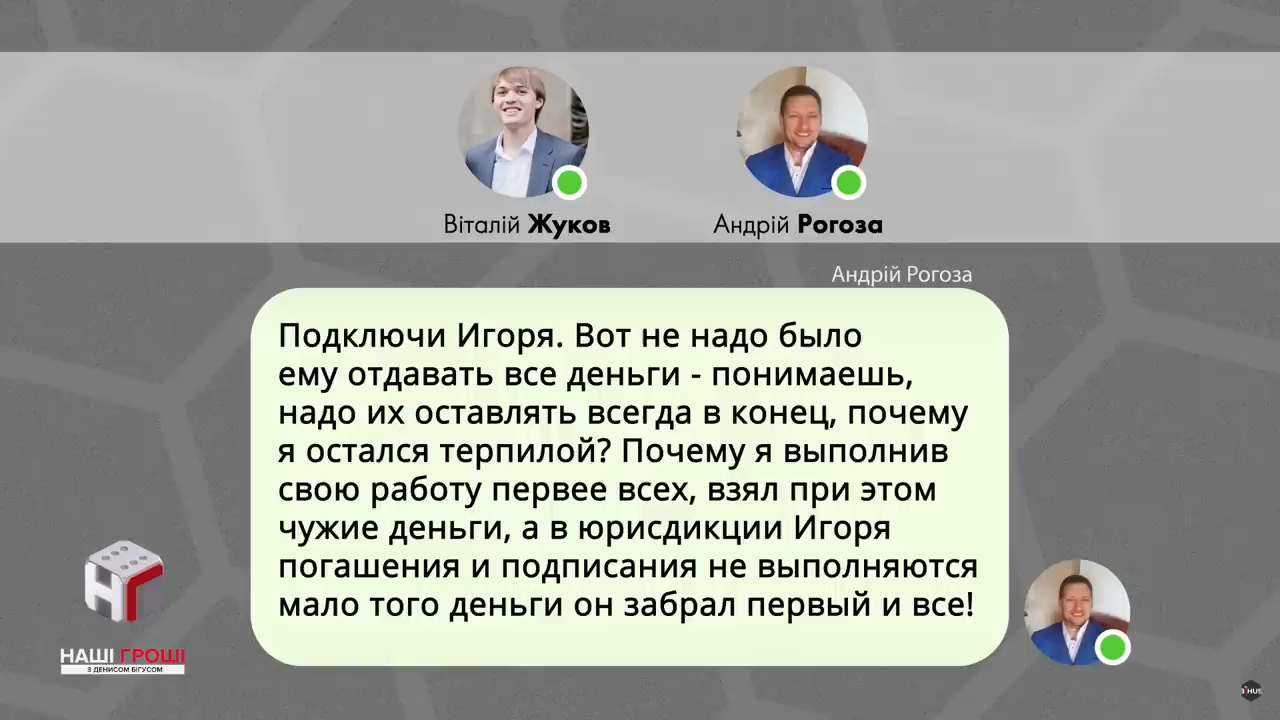 Віталій Жуков
Андрій Рогоза
Андрій Рогоза
Подключи Игоря. Вот не надо было
ему отдавать все деньги - понимаешь,
надо их оставлять всегда в конец, почему
я остался терпилой? Почему я выполнив
свою работу первее всех, взял при этом
чужие деньги, а в юрисдикции Игоря
погашения и подписания не выполняются
мало того деньги он забрал первый и все!
НГ
НАШІ ГРОШІ
З ДЕНИСОМ БІГУСОМ
BIHUS